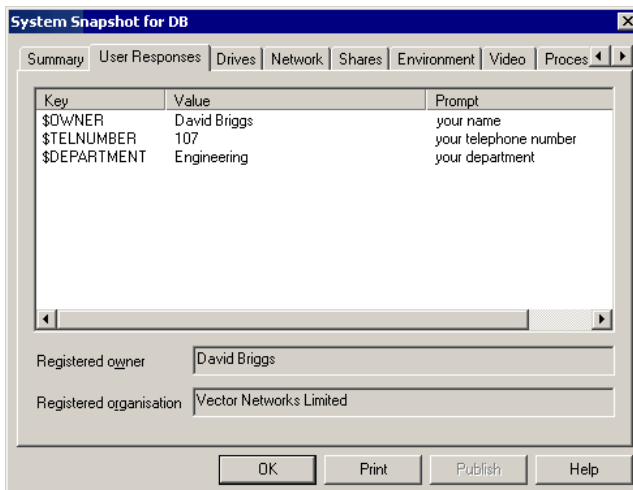 System Snapshot for DB
Summary User Responses Drives Network Shares Environment Video Proces
Key Value Prompt
$OWNER David Briggs your name
$TELNUMBER 107 your telephone number
$DEPARTMENT Engineering your department
Registered owner David Briggs
Registered organisation Vector Networks Limited
OK Print Publish Help